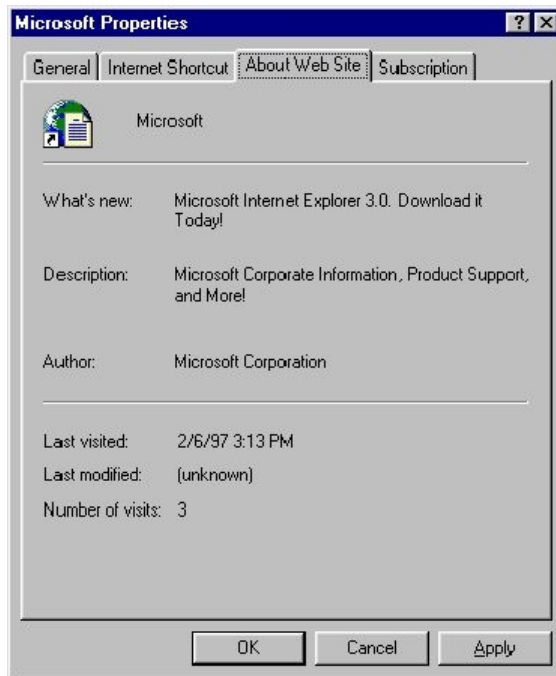 Microsoft Properties
? ×
General Internet Shortcut About Web Site Subscription
Microsoft
What's new: Microsoft Internet Explorer 3.0. Download it
Today!
Description: Microsoft Corporate Information, Product Support,
and More!
Author: Microsoft Corporation
Last visited: 2/6/97 3:13 PM
Last modified: (unknown)
Number of visits: 3
OK Cancel Apply